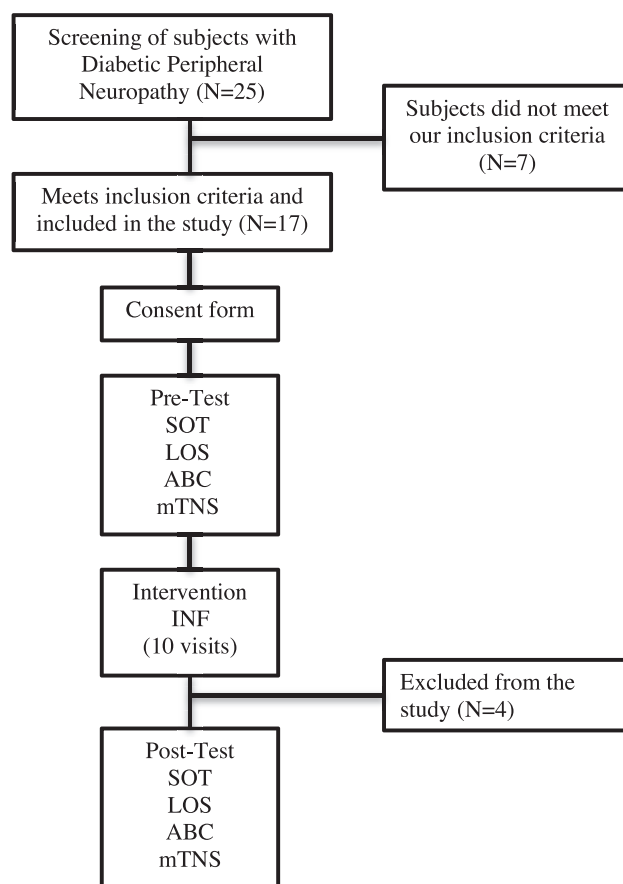 Screening of subjects with
Diabetic Peripheral
Neuropathy (N=25)
Subjects did not meet
our inclusion criteria
(N=7)
Meets inclusion criteria and
included in the study (N=17)
Consent form
Pre-Test
SOT
LOS
ABC
mTNS
Intervention
INF
(10 visits)
Excluded from the
study (N=4)
Post-Test
SOT
LOS
ABC
mTNS